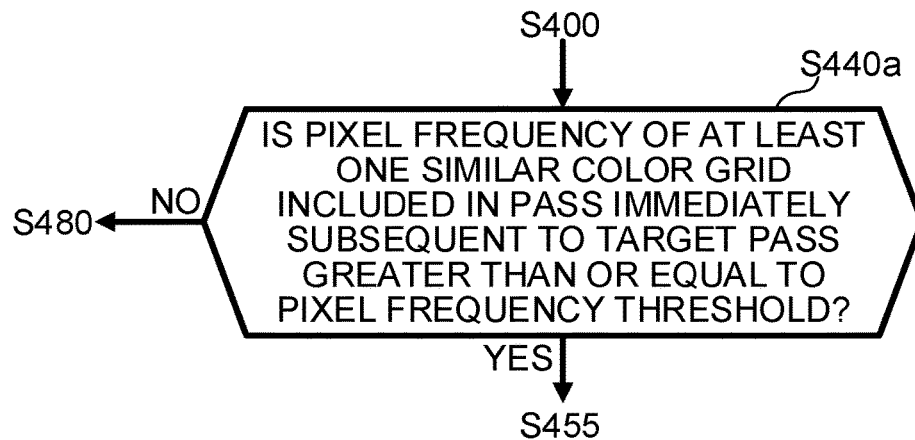 S400
S440a
IS PIXEL FREQUENCY OF AT LEAST
ONE SIMILAR COLOR GRID
INCLUDED IN PASS IMMEDIATELY
SUBSEQUENT TO TARGET PASS
GREATER THAN OR EQUAL TO
PIXEL FREQUENCY THRESHOLD?
NO
S480
YES
S455